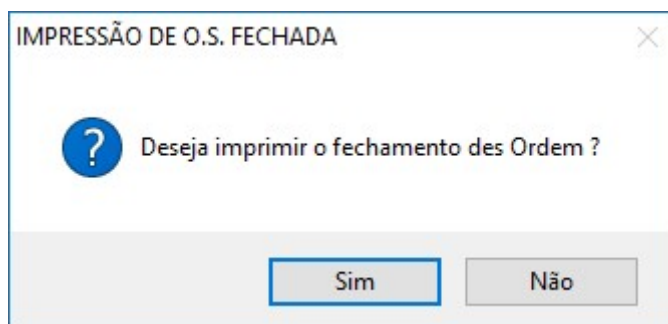 IMPRESSÃO DE O.S. FECHADA
Deseja imprimir o fechamento des Ordem ?
Sim
Não